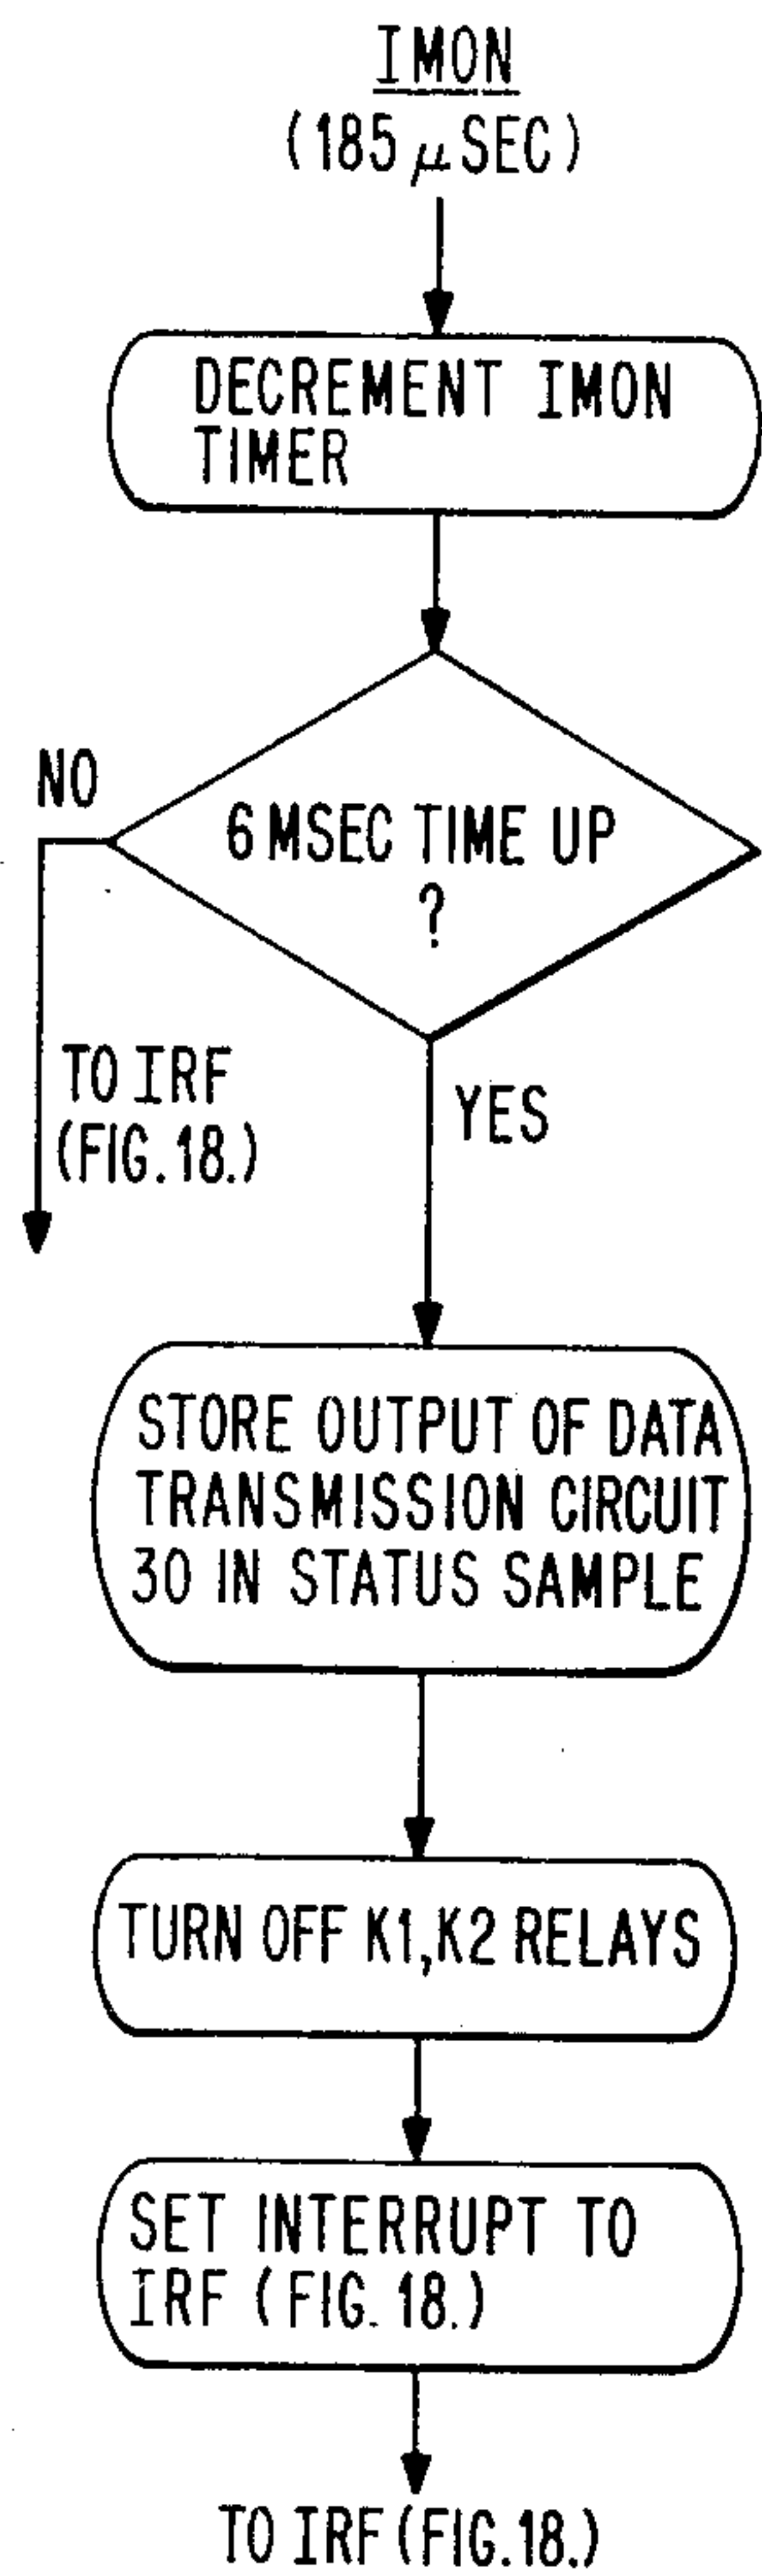 IMON
(185 μSEC)
DECREMENT IMON
TIMER
NO
6 MSEC TIME UP
?
TO IRF
(FIG. 18.)
YES
STORE OUTPUT OF DATA
TRANSMISSION CIRCUIT
30 IN STATUS SAMPLE
TURN OFF K1,K2 RELAYS
SET INTERRUPT TO
IRF (FIG. 18.)
TO IRF (FIG.18.)